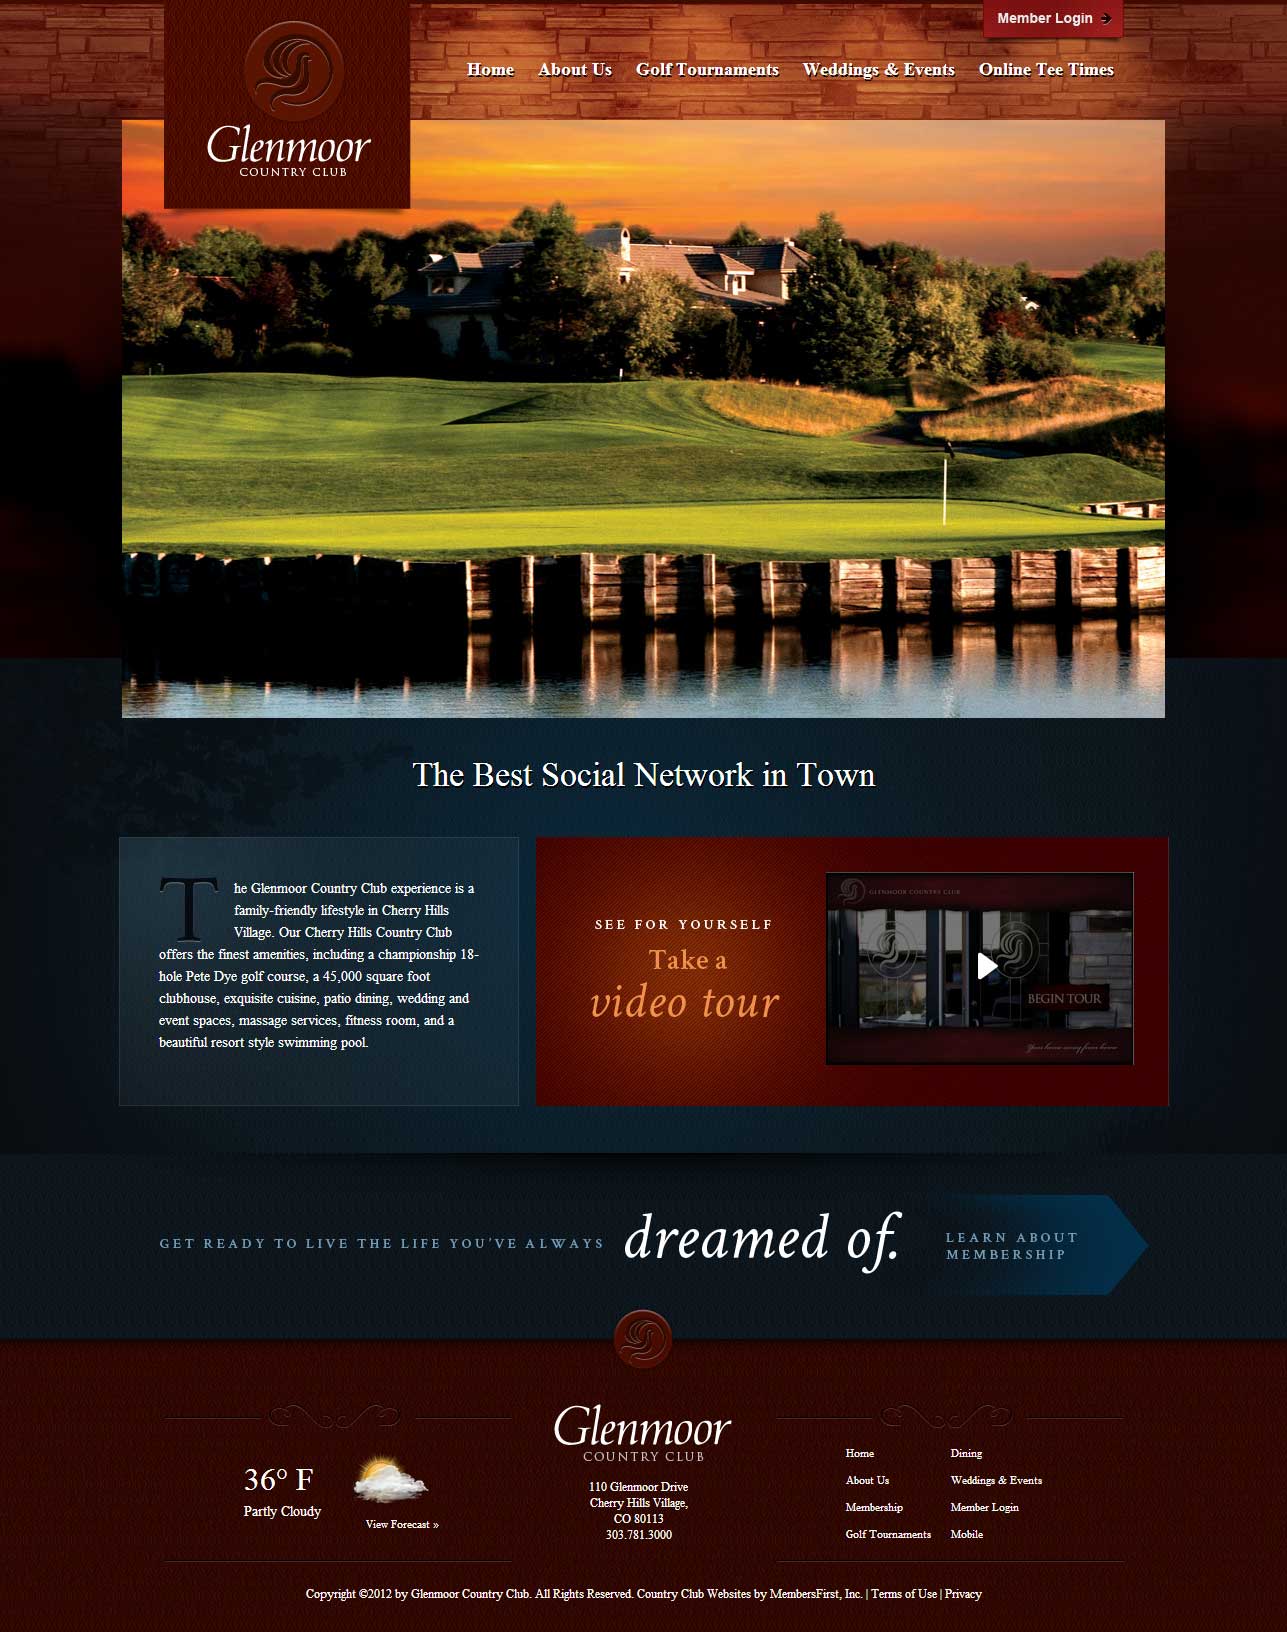 Member Login
Home About Us Golf Tournaments Weddings & Events Online Tee Times
Glenmoor
COUNTRY CLUB
The Best Social Network in Town
The Glenmoor Country Club experience is a
family-friendly lifestyle in Cherry Hills
Village. Our Cherry Hills Country Club
offers the finest amenities, including a championship 18-
hole Pete Dye golf course, a 45,000 square foot
clubhouse, exquisite cuisine, patio dining, wedding and
event spaces, massage services, fitness room, and a
beautiful resort style swimming pool.
SEE FOR YOURSELF
Take a
video tour
GLENMOOR COUNTRY CLUB
BEGIN TOUR
Your home away from home
GET READY TO LIVE THE LIFE YOU'VE ALWAYS dreamed of.
LEARN ABOUT
MEMBERSHIP
36° F
Partly Cloudy
View Forecast »
Glenmoor
COUNTRY CLUB
110 Glenmoor Drive
Cherry Hills Village,
CO 80113
303.781.3000
Home Dining
About Us Weddings & Events
Membership Member Login
Golf Tournaments Mobile
Copyright ©2012 by Glenmoor Country Club. All Rights Reserved. Country Club Websites by MembersFirst, Inc. | Terms of Use | Privacy